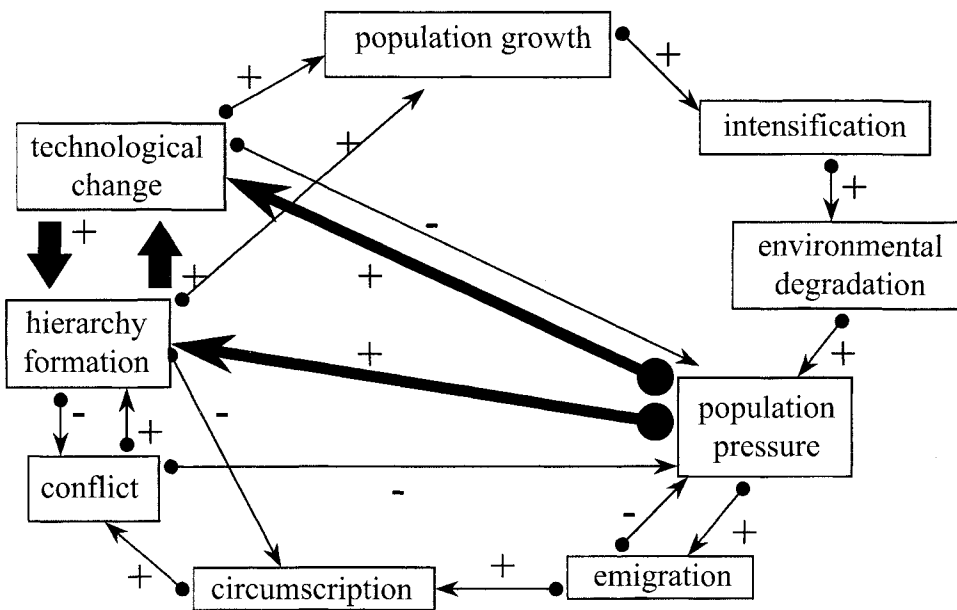 population growth
+
+
+
intensification
technological
change
+
-
+
environmental
degradation
+
+
+
hierarchy
formation
+
+
-
-
population
pressure
+
conflict
-
-
+
+
+
circumscription
emigration